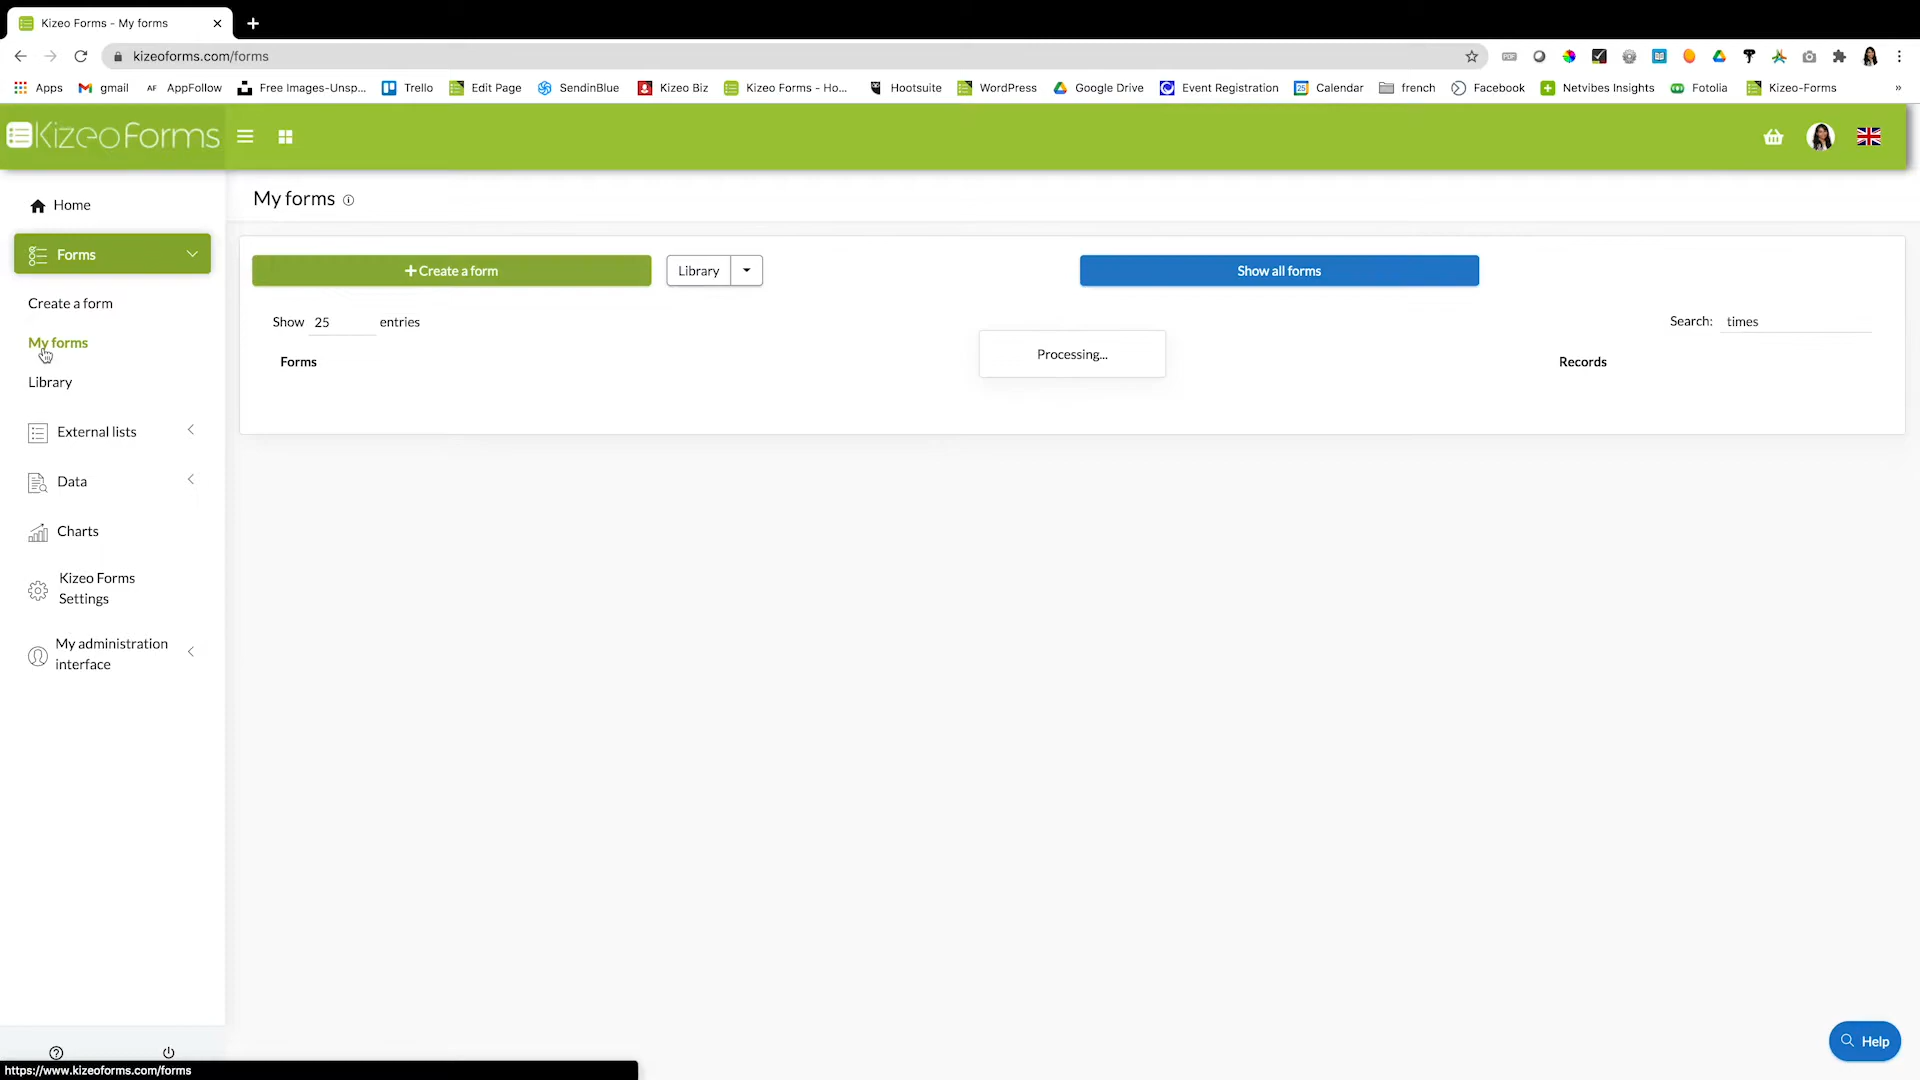 Kizeo Forms - My forms
kizeoforms.com/forms
Apps
gmail
AF AppFollow
Free Images-Unsp...
Trello
Edit Page
SendinBlue
Kizeo Biz
Kizeo Forms - Ho...
Hootsuite
WordPress
Google Drive
Event Registration
Calendar
french
Facebook
Netvibes Insights
Fotolia
Kizeo-Forms
»
KizeoForms
Home
Forms
Create a form
My forms
Library
External lists
Data
Charts
Kizeo Forms
Settings
My administration
interface
My forms
+Create a form
Library
Show all forms
Show 25 entries
Search: times
Forms
Processing...
Records
Help
https://www.kizeoforms.com/forms